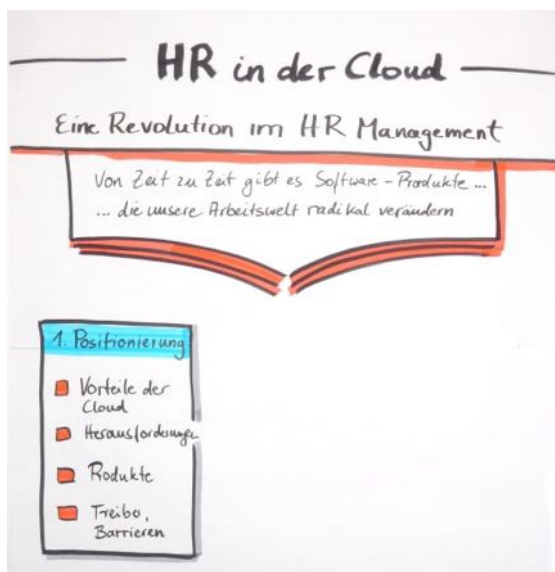 HR in der Cloud
Eine Revolution im HR Management
Von Zeit zu Zeit gibt es Software - Produkte ...
... die unsere Arbeitswelt radikal verändern
1. Positionierung
Vorteile der
Cloud
Herausforderungen
Produkte
Treiber,
Barrieren